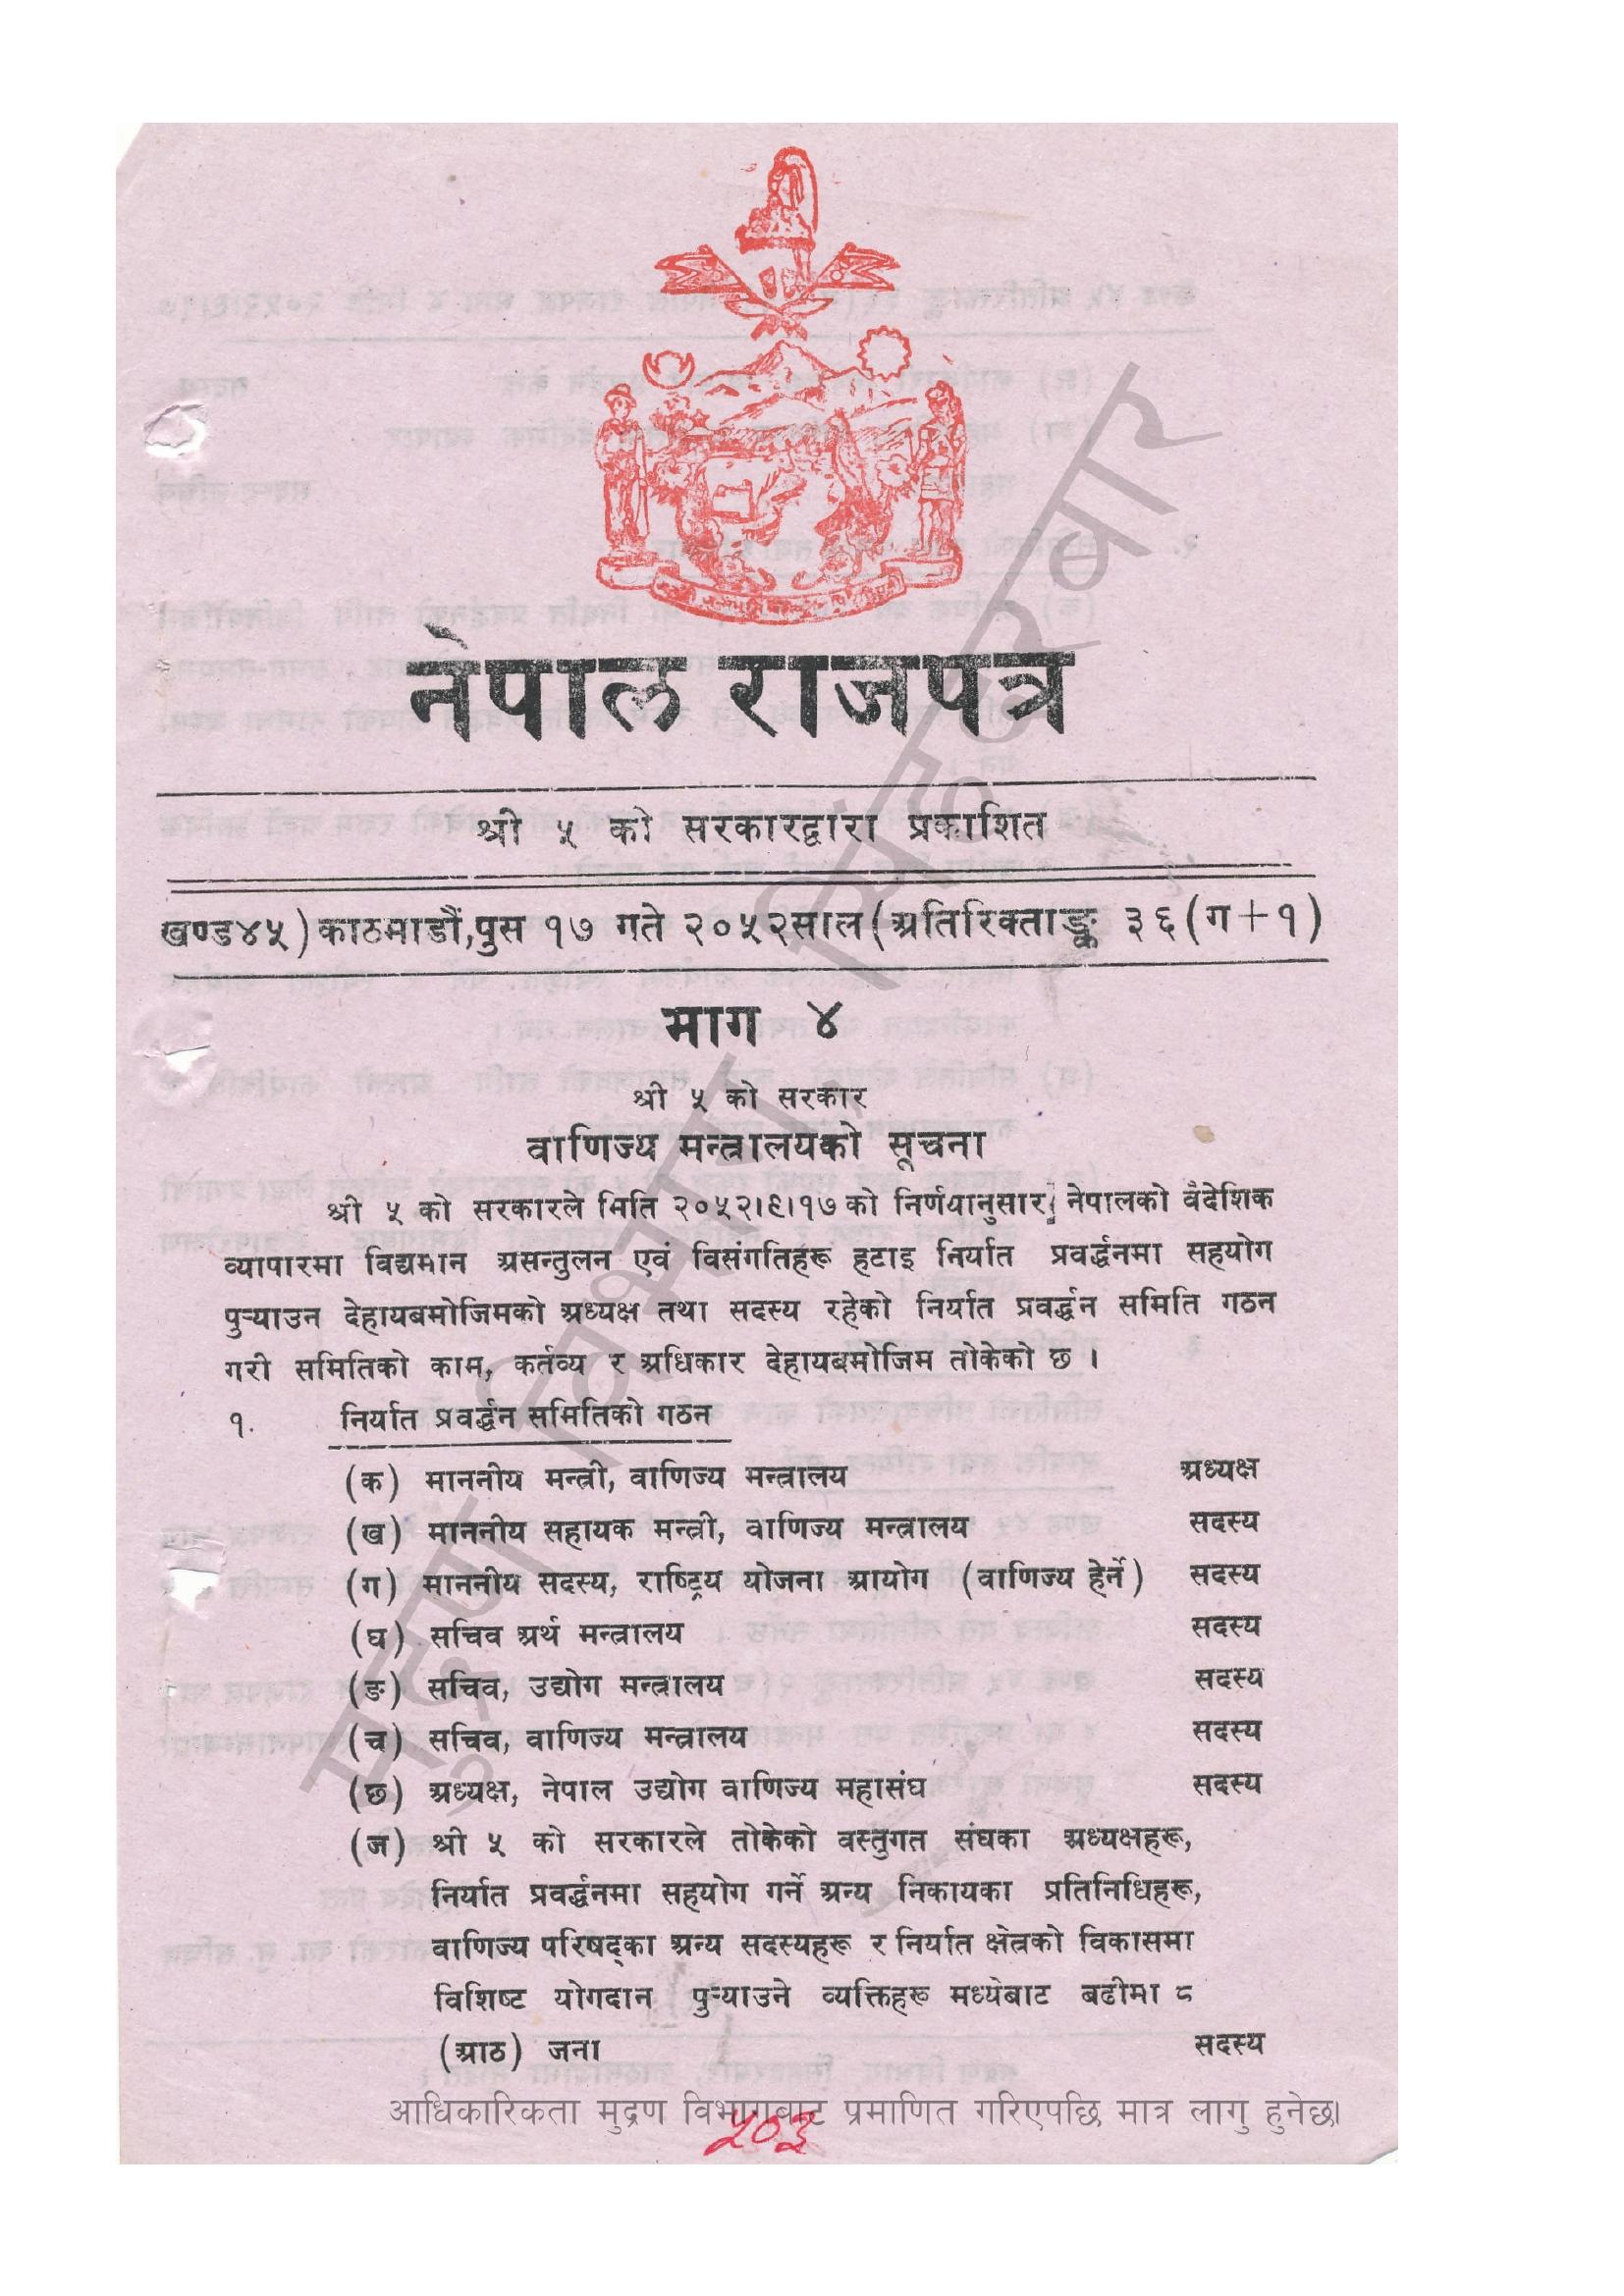 नेपाल राजपत्र
श्री ५ को सरकारद्वारा प्रकाशित
खण्ड४५) काठमाडौं,पुस १७ गते २०५२साल(अतिरिक्ताङ्क ३६(ग+१)
भाग ४
श्री ५ को सरकार
वाणिज्य मन्त्रालयको सूचना
श्री ५ को सरकारले मिति २०५२।९।१७ को निर्णयानुसार नेपालको वैदेशिक
व्यापारमा विद्यमान असन्तुलन एवं विसंगतिहरू हटाइ निर्यात प्रवर्द्धनमा सहयोग
पुर्‍याउन देहायबमोजिमको अध्यक्ष तथा सदस्य रहेको निर्यात प्रवर्द्धन समिति गठन
गरी समितिको काम, कर्तव्य र अधिकार देहायबमोजिम तोकेको छ ।
१. निर्यात प्रवर्द्धन समितिको गठन
(क) माननीय मन्त्री, वाणिज्य मन्त्रालय अध्यक्ष
(ख) माननीय सहायक मन्त्री, वाणिज्य मन्त्रालय सदस्य
(ग) माननीय सदस्य, राष्ट्रिय योजना आयोग (वाणिज्य हेर्ने) सदस्य
(घ) सचिव अर्थ मन्त्रालय सदस्य
(ङ) सचिव, उद्योग मन्त्रालय सदस्य
(च) सचिव, वाणिज्य मन्त्रालय सदस्य
(छ) अध्यक्ष, नेपाल उद्योग वाणिज्य महासंघ सदस्य
(ज) श्री ५ को सरकारले तोकेको वस्तुगत संघका अध्यक्षहरू,
निर्यात प्रवर्द्धनमा सहयोग गर्ने अन्य निकायका प्रतिनिधिहरू,
वाणिज्य परिषद्का अन्य सदस्यहरू र निर्यात क्षेत्रको विकासमा
विशिष्ट योगदान पुर्‍याउने व्यक्तिहरू मध्येबाट बढीमा ८
(आठ) जना सदस्य
आधिकारिकता मुद्रण विभागबाट प्रमाणित गरिएपछि मात्र लागु हुनेछ।
५०३
मुद्रण विभाग, सिंहदरबार